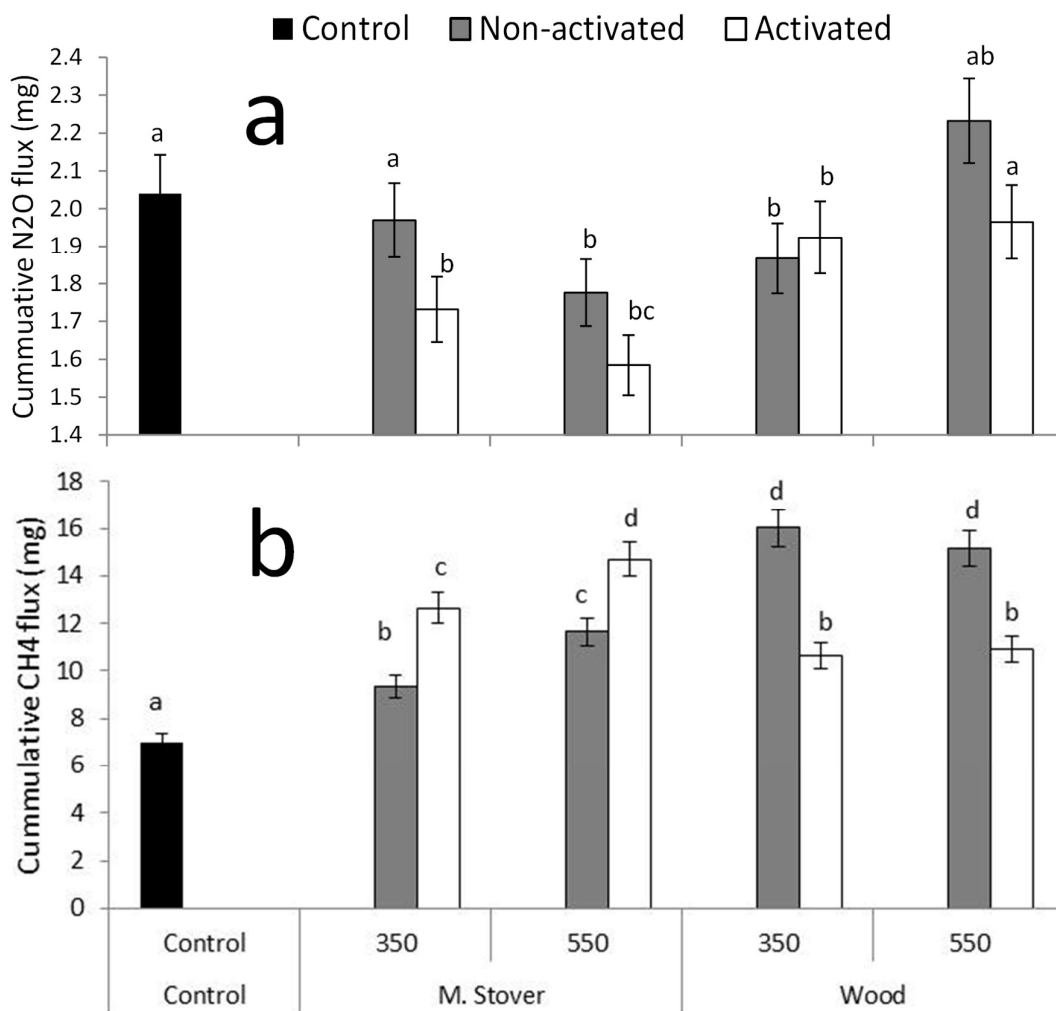 Control Non-activated Activated
Cummuative N2O flux (mg)
a
2.4
2.3
2.2
2.1
2.0
1.9
1.8
1.7
1.6
1.5
1.4
a
a
b
b
bc
b
b
ab
a
Cummulative CH4 flux (mg)
b
18
16
14
12
10
8
6
4
2
0
a
b
c
c
d
d
b
d
b
Control 350 550 350 550
Control M. Stover Wood